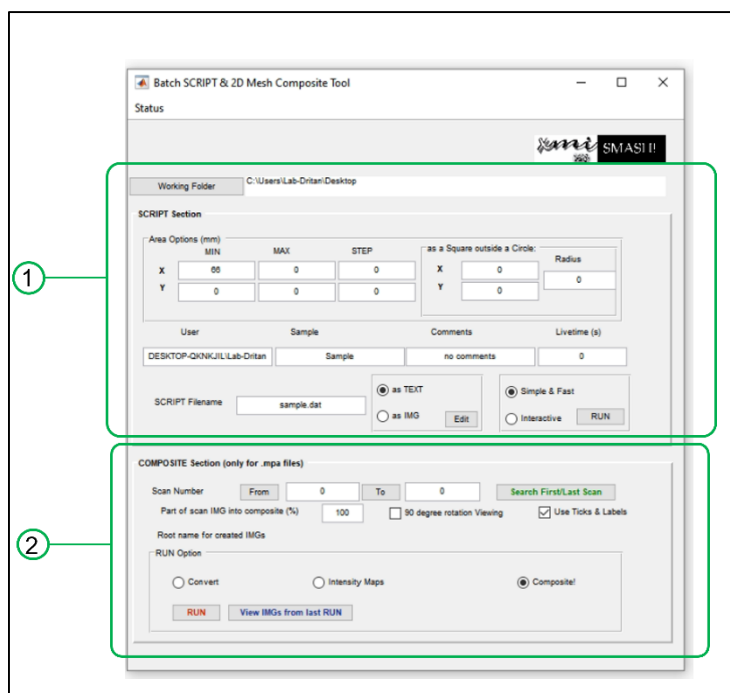 Batch SCRIPT & 2D Mesh Composite Tool
Status
SMASH!
Working Folder C:\Users\Lab-Dritan\Desktop
SCRIPT Section
Area Options (mm) as a Square outside a Circle:
MIN MAX STEP Radius
X 66 0 0 X 0 0
Y 0 0 0 Y 0
1
User Sample Comments Livetime (s)
DESKTOP-QKNKJIL\Lab-Dritan Sample no comments 0
as TEXT Simple & Fast
SCRIPT Filename sample.dat
as IMG Edit Interactive RUN
COMPOSITE Section (only for .mpa files)
Scan Number From 0 To 0 Search First/Last Scan
Part of scan IMG into composite (%) 100 90 degree rotation Viewing Use Ticks & Labels
Root name for created IMGs
2
RUN Option
Convert Intensity Maps Composite!
RUN View IMGs from last RUN